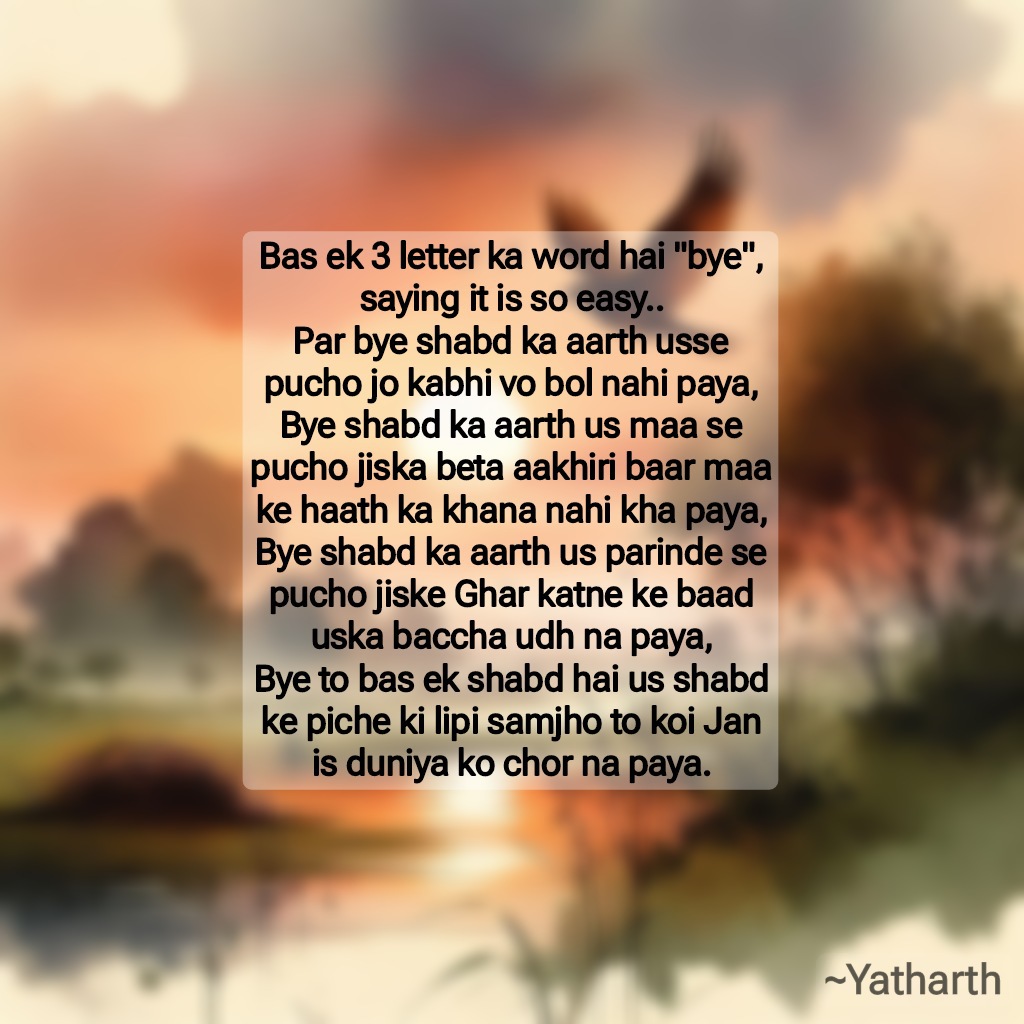 Bas ek 3 letter ka word hai "bye",
saying it is so easy..
Par bye shabd ka aarth usse
pucho jo kabhi vo bol nahi paya,
Bye shabd ka aarth us maa se
pucho jiska beta aakhiri baar maa
ke haath ka khana nahi kha paya,
Bye shabd ka aarth us parinde se
pucho jiske Ghar katne ke baad
uska baccha udh na paya,
Bye to bas ek shabd hai us shabd
ke piche ki lipi samjho to koi Jan
is duniya ko chor na paya.
~Yatharth